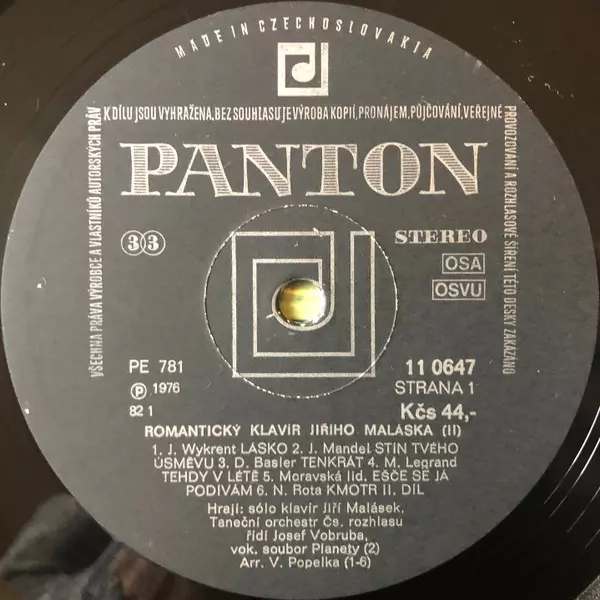 MADE IN CZECHOSLOVAKIA
VŠECHNA PRÁVA VÝROBCE A VLASTNÍKŮ AUTORSKÝCH PRÁV
K DÍLU JSOU VYHRAŽENA, BEZ SOUHLASU JE VÝROBA KOPIÍ, PRONÁJEM, PŮJČOVÁNÍ, VEŘEJNÉ
PROVOZOVÁNÍ A ROZHLASOVÉ ŠÍŘENÍ TÉTO DESKY ZAKÁZÁNO
PANTON
33
STEREO
OSA
OSVU
PE 781
11 0647
Ⓟ 1976
STRANA 1
82 1
Kčs 44,-
ROMANTICKÝ KLAVÍR JIŘÍHO MALÁSKA (II)
1. J. Wykrent LÁSKO 2. J. Mandel STÍN TVÉHO
ÚSMĚVU 3. D. Basler TENKRÁT 4. M. Legrand
TEHDY V LÉTĚ 5. Moravská lid. EŠČE SE JÁ
PODÍVÁM 6. N. Rota KMOTR II. DÍL
Hrají: sólo klavír Jiří Malásek,
Taneční orchestr Čs. rozhlasu
řídí Josef Vobruba,
vok. soubor Planety (2)
Arr. V. Popelka (1-6)